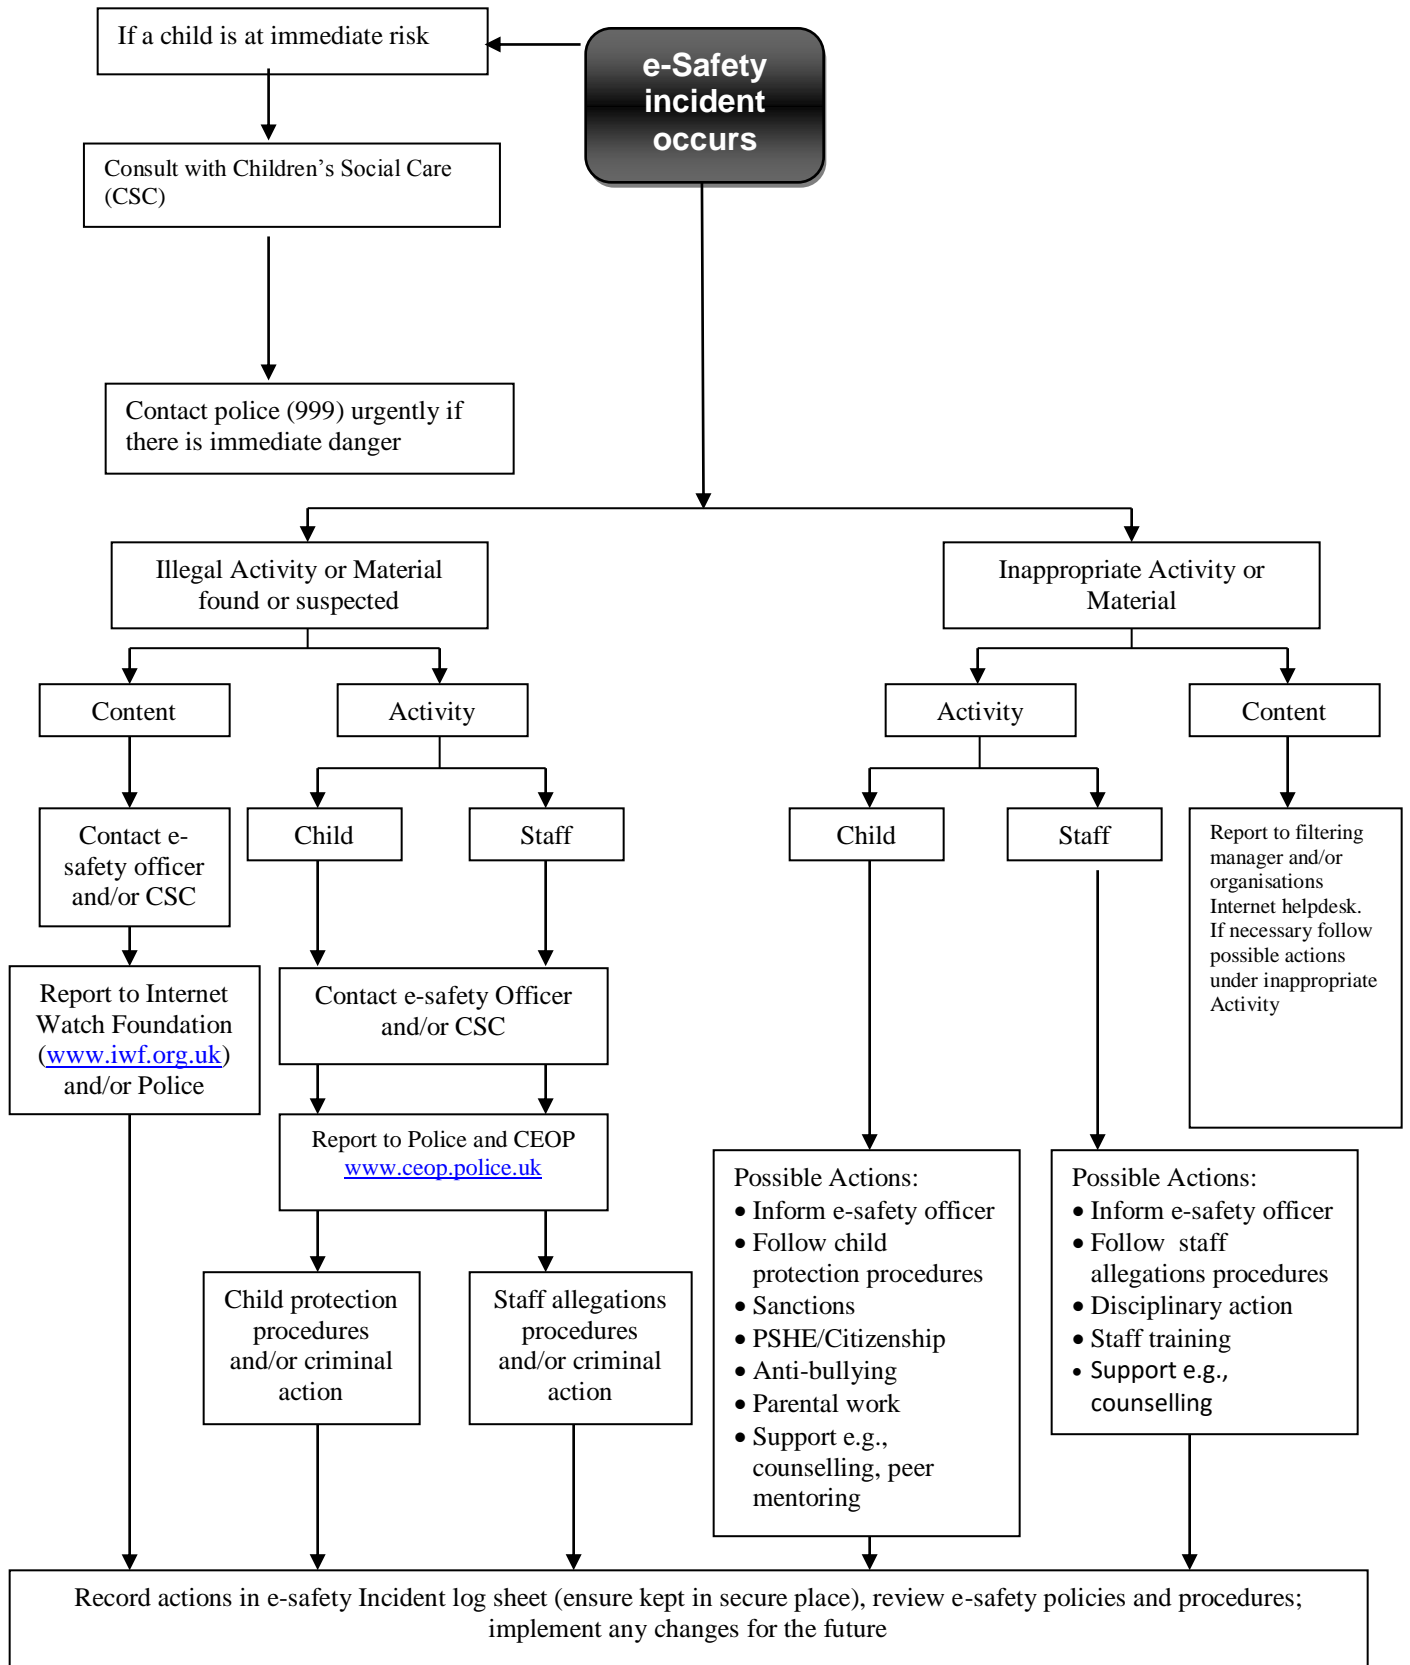 If a child is at immediate risk
e-Safety
incident
occurs
Consult with Children's Social Care
(CSC)
Contact police (999) urgently if
there is immediate danger
Illegal Activity or Material
found or suspected
Inappropriate Activity or
Material
Content
Activity
Activity
Content
Contact e-
safety officer
and/or CSC
Child
Staff
Child
Staff
Report to filtering
manager and/or
organisations
Internet helpdesk.
If necessary follow
possible actions
under inappropriate
Activity
Report to Internet
Watch Foundation
(www.iwf.org.uk)
and/or Police
Contact e-safety Officer
and/or CSC
Report to Police and CEOP
www.ceop.police.uk
Child protection
procedures
and/or criminal
action
Staff allegations
procedures
and/or criminal
action
Possible Actions:
• Inform e-safety officer
• Follow child
protection procedures
• Sanctions
• PSHE/Citizenship
• Anti-bullying
• Parental work
• Support e.g.,
counselling, peer
mentoring
Possible Actions:
• Inform e-safety officer
• Follow  staff
allegations procedures
• Disciplinary action
• Staff training
• Support e.g.,
counselling
Record actions in e-safety Incident log sheet (ensure kept in secure place), review e-safety policies and procedures;
implement any changes for the future